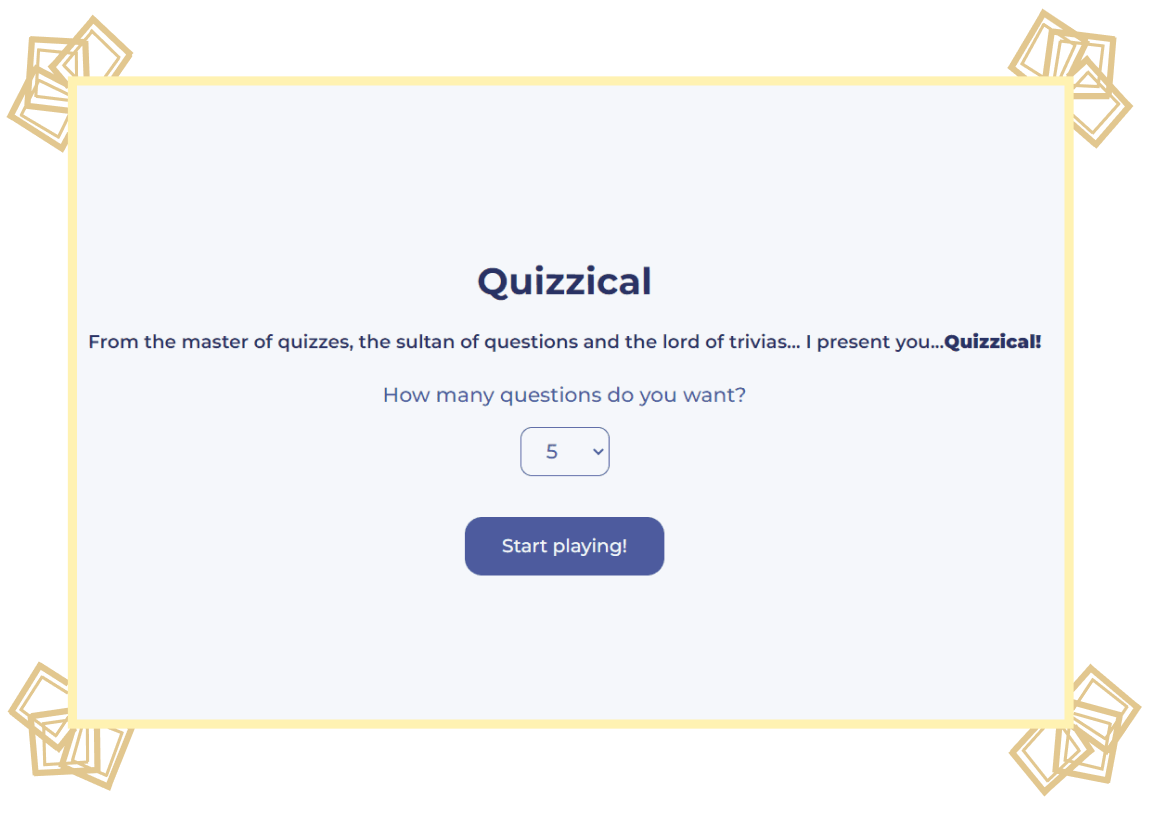 Quizzical
From the master of quizzes, the sultan of questions and the lord of trivias... I present you...Quizzical!
How many questions do you want?
5
Start playing!